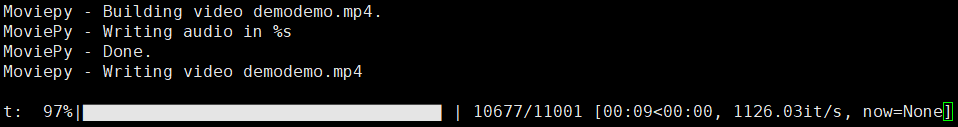 Moviepy - Building video demodemo.mp4.
MoviePy - Writing audio in %s
MoviePy - Done.
Moviepy - Writing video demodemo.mp4
t:  97%|██████████████████████████████ | 10677/11001 [00:09<00:00, 1126.03it/s, now=None]